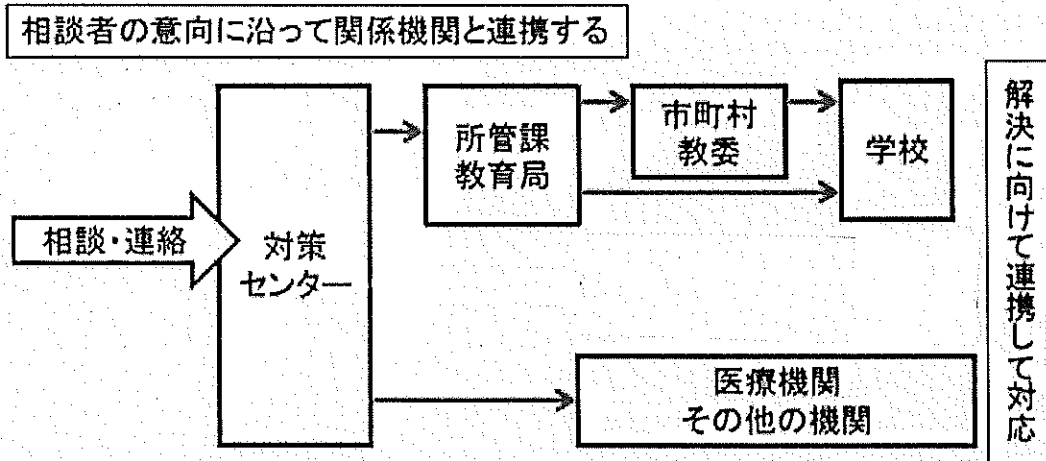 相談者の意向に沿って関係機関と連携する
相談・連絡
対策
センター
所管課
教育局
市町村
教委
学校
医療機関
その他の機関
解決に向けて連携して対応